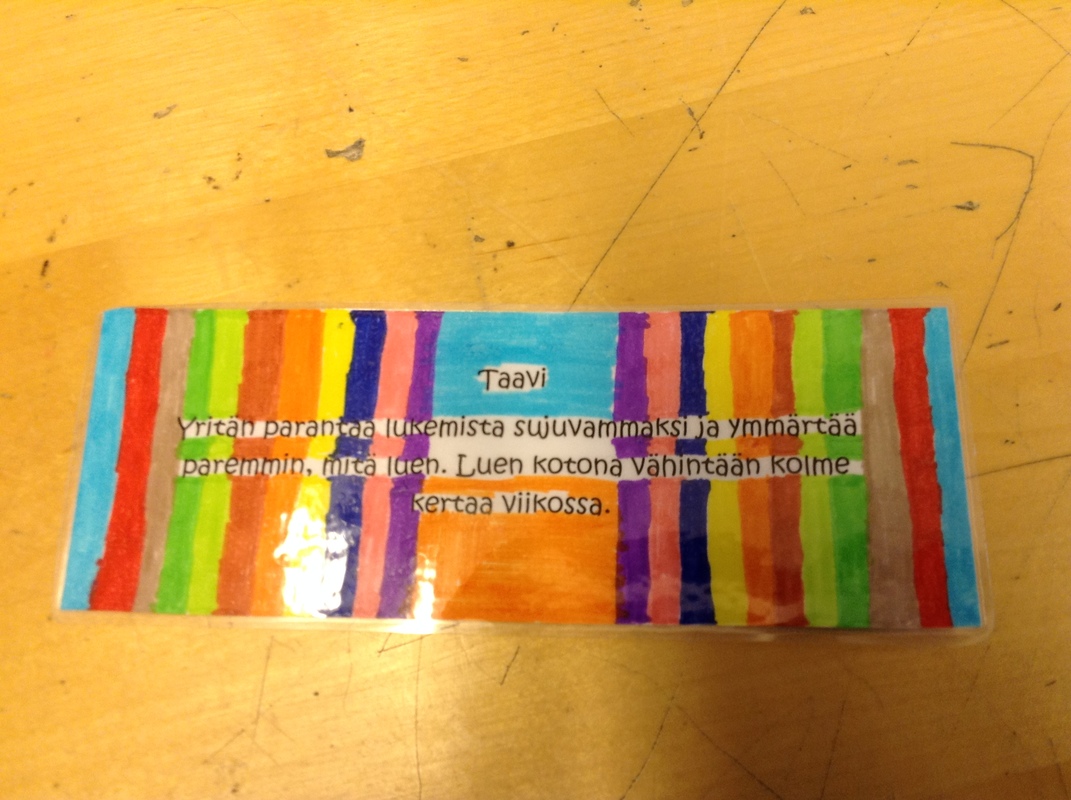 Taavi
Yritän parantaa lukemista sujuvammaksi ja ymmärtää
paremmin, mitä luen. Luen kotona vähintään kolme
kertaa viikossa.